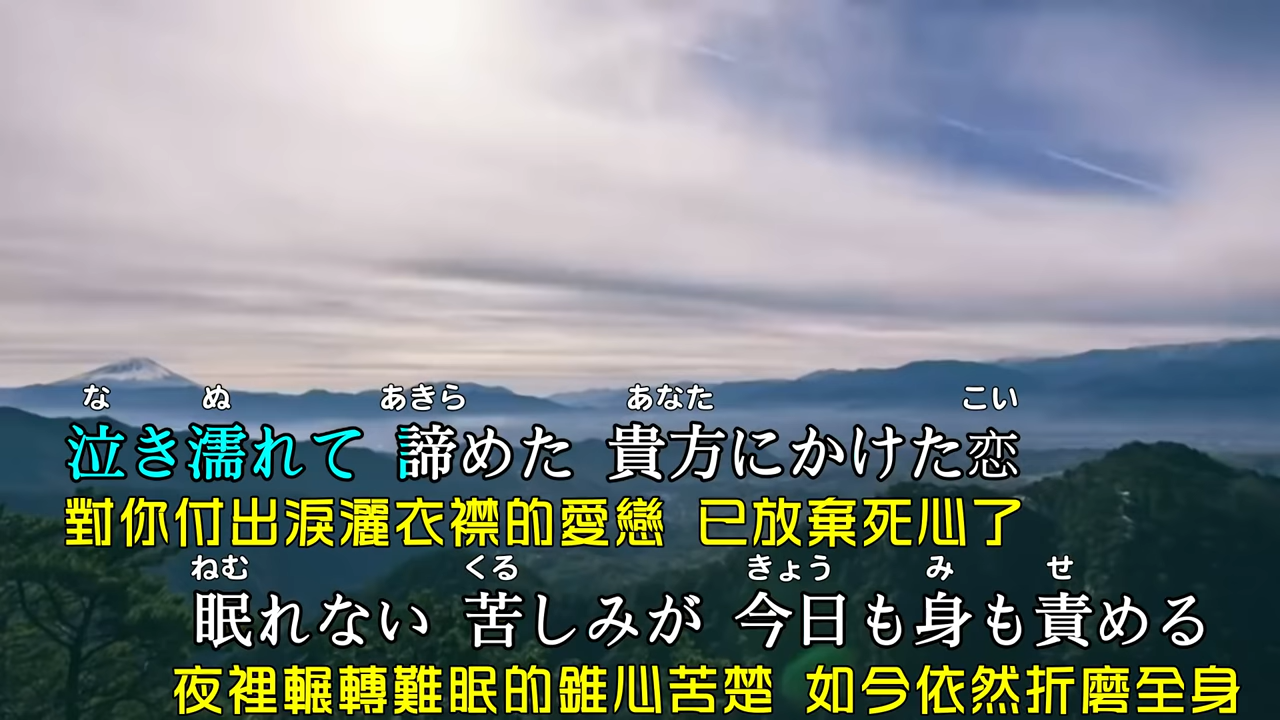 な ぬ あきら あなた こい
泣き濡れて 諦めた 貴方にかけた恋
對你付出淚灑衣襟的愛戀 已放棄死心了
ねむ くる きょう み せ
眠れない 苦しみが 今日も身も責める
夜裡輾轉難眠的錐心苦楚 如今依然折磨全身